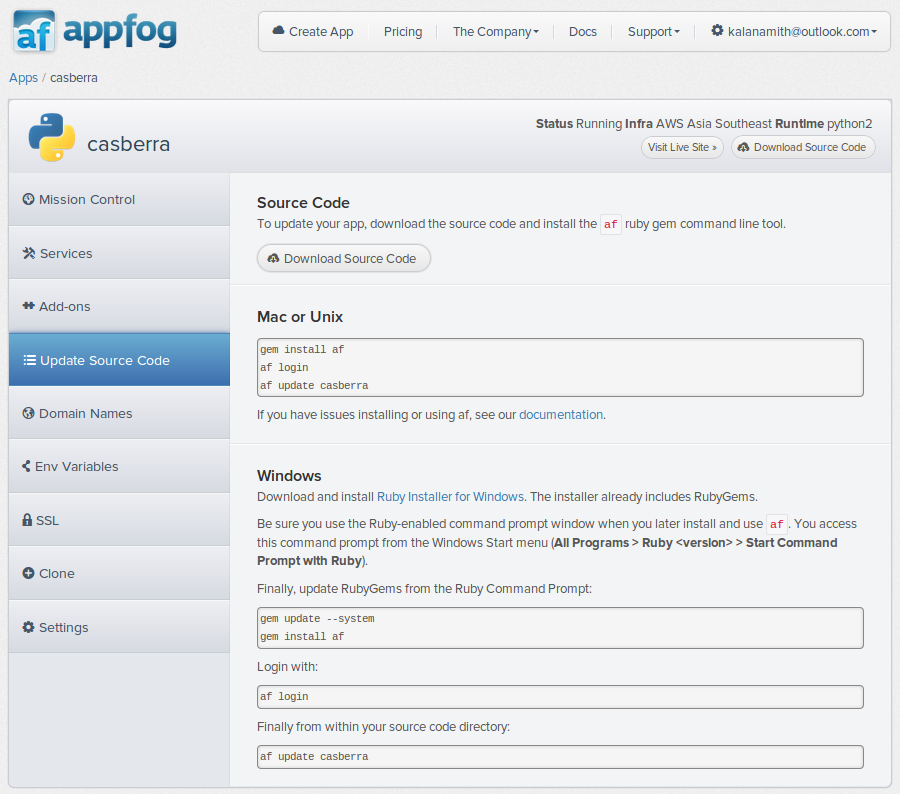 af appfog
Create App Pricing The Company Docs Support kalanamith@outlook.com
Apps / casberra
casberra
Status Running Infra AWS Asia Southeast Runtime python2
Visit Live Site » Download Source Code
Mission Control
Services
Add-ons
Update Source Code
Domain Names
Env Variables
SSL
Clone
Settings
Source Code
To update your app, download the source code and install the af ruby gem command line tool.
Download Source Code
Mac or Unix
gem install af
af login
af update casberra
If you have issues installing or using af, see our documentation.
Windows
Download and install Ruby Installer for Windows. The installer already includes RubyGems.
Be sure you use the Ruby-enabled command prompt window when you later install and use af. You access
this command prompt from the Windows Start menu (All Programs > Ruby <version> > Start Command
Prompt with Ruby).
Finally, update RubyGems from the Ruby Command Prompt:
gem update --system
gem install af
Login with:
af login
Finally from within your source code directory:
af update casberra